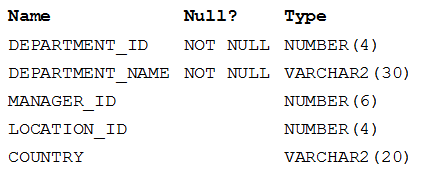 Name Null? Type
DEPARTMENT_ID NOT NULL NUMBER(4)
DEPARTMENT_NAME NOT NULL VARCHAR2(30)
MANAGER_ID NUMBER(6)
LOCATION_ID NUMBER(4)
COUNTRY VARCHAR2(20)